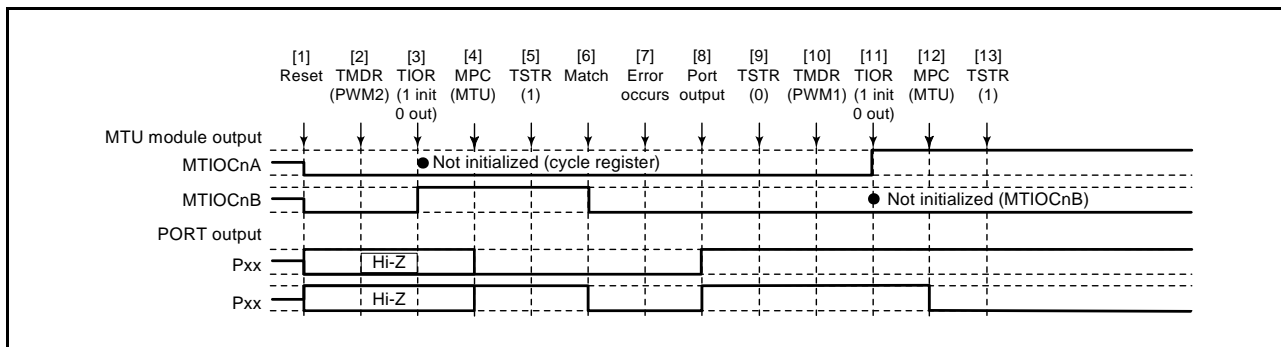 [1] [2] [3] [4] [5] [6] [7] [8] [9] [10] [11] [12] [13]
Reset TMDR TIOR MPC TSTR Match Error Port TSTR TMDR TIOR MPC TSTR
(PWM2) (1 init (MTU) (1) occurs output (0) (PWM1) (1 init (MTU) (1)
0 out) 0 out)
MTU module output
MTIOCnA ● Not initialized (cycle register)
MTIOCnB ● Not initialized (MTIOCnB)
PORT output
Pxx Hi-Z
Pxx Hi-Z